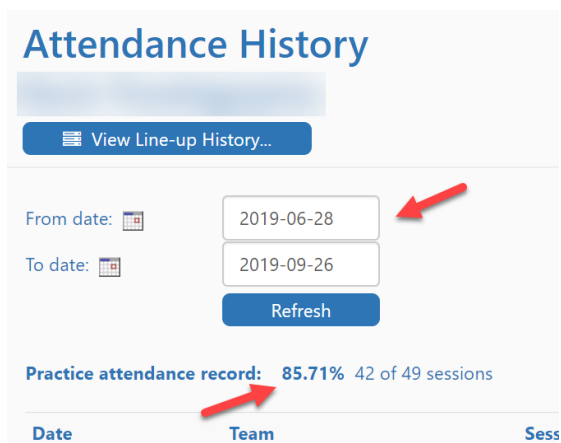 Attendance History
View Line-up History...
From date: 2019-06-28
To date: 2019-09-26
Refresh
Practice attendance record: 85.71% 42 of 49 sessions
Date Team